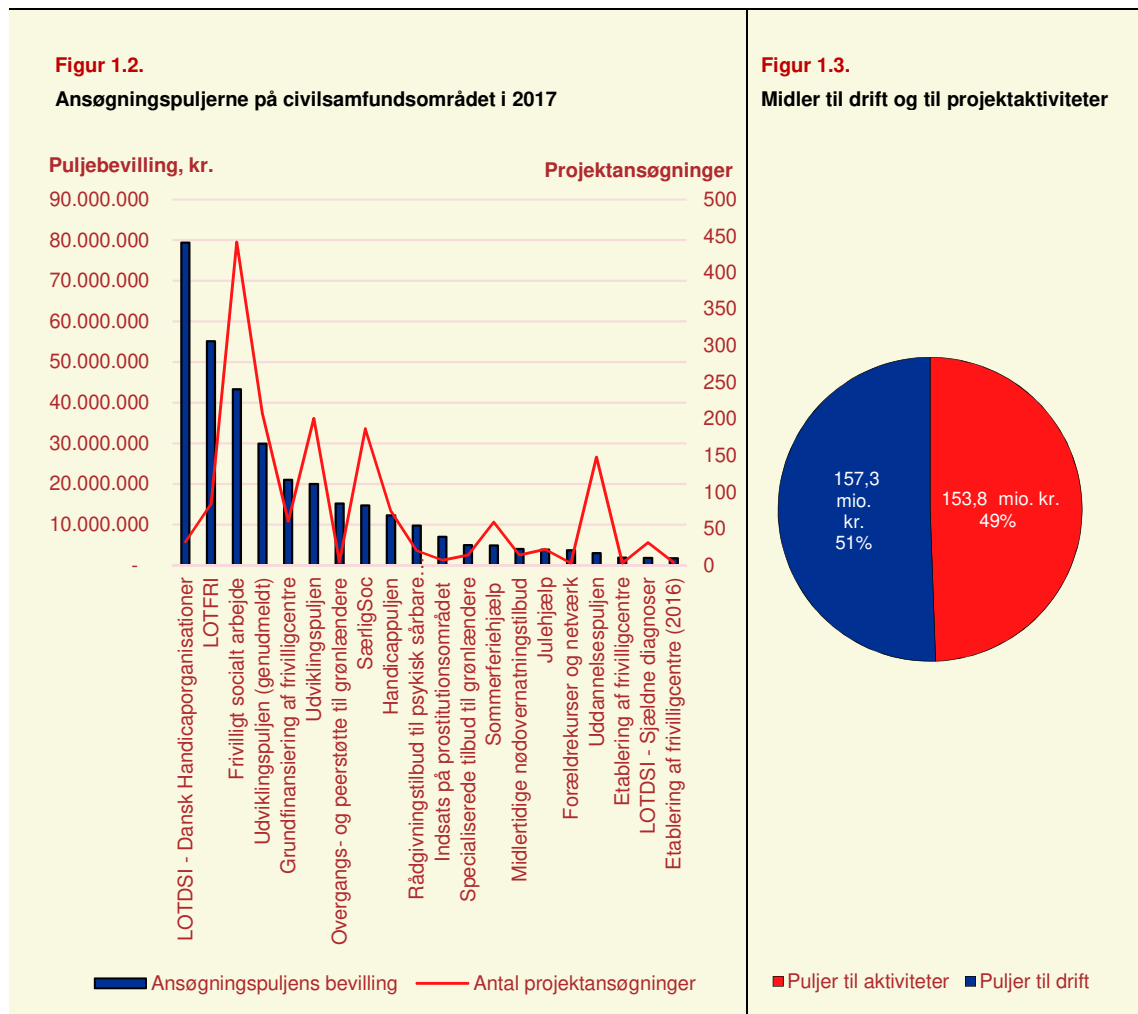 Figur 1.2.
Ansøgningspuljerne på civilsamfundsområdet i 2017
Puljebevilling, kr.
Projektansøgninger
90.000.000
80.000.000
70.000.000
60.000.000
50.000.000
40.000.000
30.000.000
20.000.000
10.000.000
-
500
450
400
350
300
250
200
150
100
50
0
LOTDSI - Dansk Handicaporganisationer
LOTFRI
Frivilligt socialt arbejde
Udviklingspuljen (genudmeldt)
Grundfinansiering af frivilligcentre
Udviklingspuljen
Overgangs- og peerstøtte til grønlændere
SærligSoc
Handicappuljen
Rådgivningstilbud til psykisk sårbare…
Indsats på prostitutionsområdet
Specialiserede tilbud til grønlændere
Sommerferiehjælp
Midlertidige nødovernatningstilbud
Julehjælp
Forældrekurser og netværk
Uddannelsespuljen
Etablering af frivilligcentre
LOTDSI - Sjældne diagnoser
Etablering af frivilligcentre (2016)
Ansøgningspuljens bevilling
Antal projektansøgninger
Figur 1.3.
Midler til drift og til projektaktiviteter
157,3
mio.
kr.
51%
153,8 mio. kr.
49%
Puljer til aktiviteter
Puljer til drift